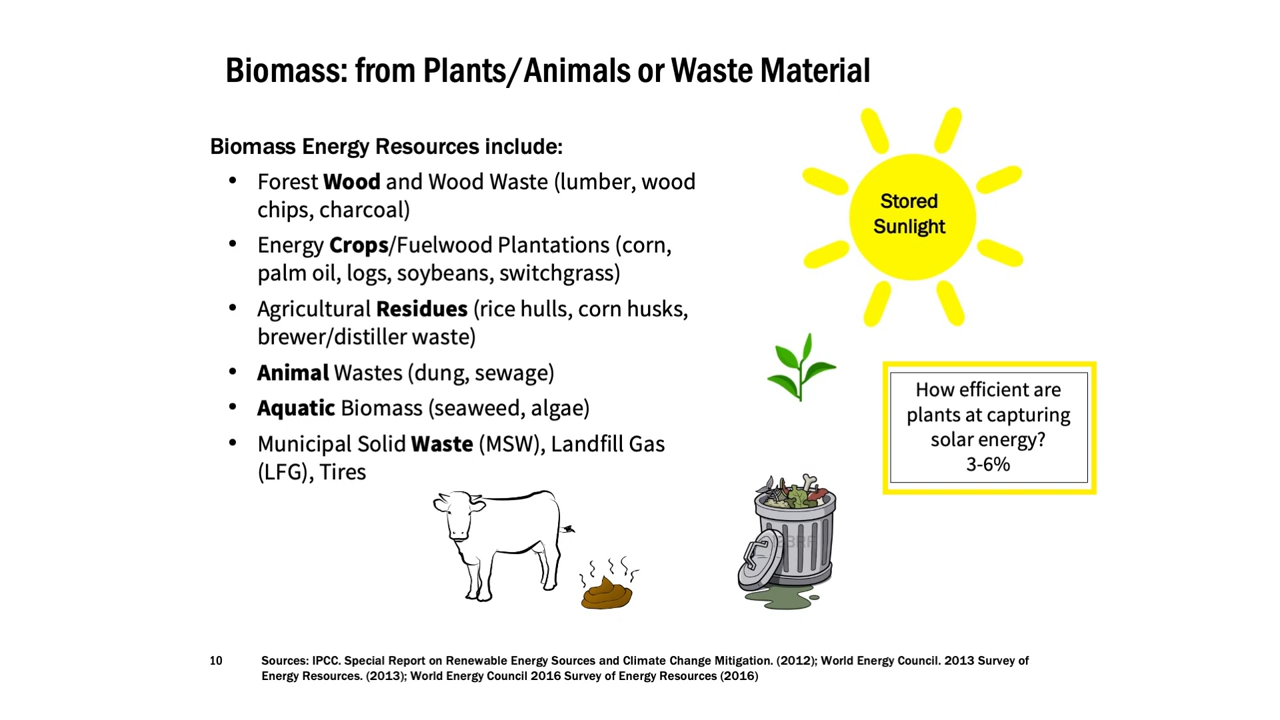 Biomass: from Plants/Animals or Waste Material
Biomass Energy Resources include:
• Forest Wood and Wood Waste (lumber, wood
chips, charcoal)
• Energy Crops/Fuelwood Plantations (corn,
palm oil, logs, soybeans, switchgrass)
• Agricultural Residues (rice hulls, corn husks,
brewer/distiller waste)
• Animal Wastes (dung, sewage)
• Aquatic Biomass (seaweed, algae)
• Municipal Solid Waste (MSW), Landfill Gas
(LFG), Tires
Stored
Sunlight
How efficient are
plants at capturing
solar energy?
3-6%
10
Sources: IPCC. Special Report on Renewable Energy Sources and Climate Change Mitigation. (2012); World Energy Council. 2013 Survey of
Energy Resources. (2013); World Energy Council 2016 Survey of Energy Resources (2016)